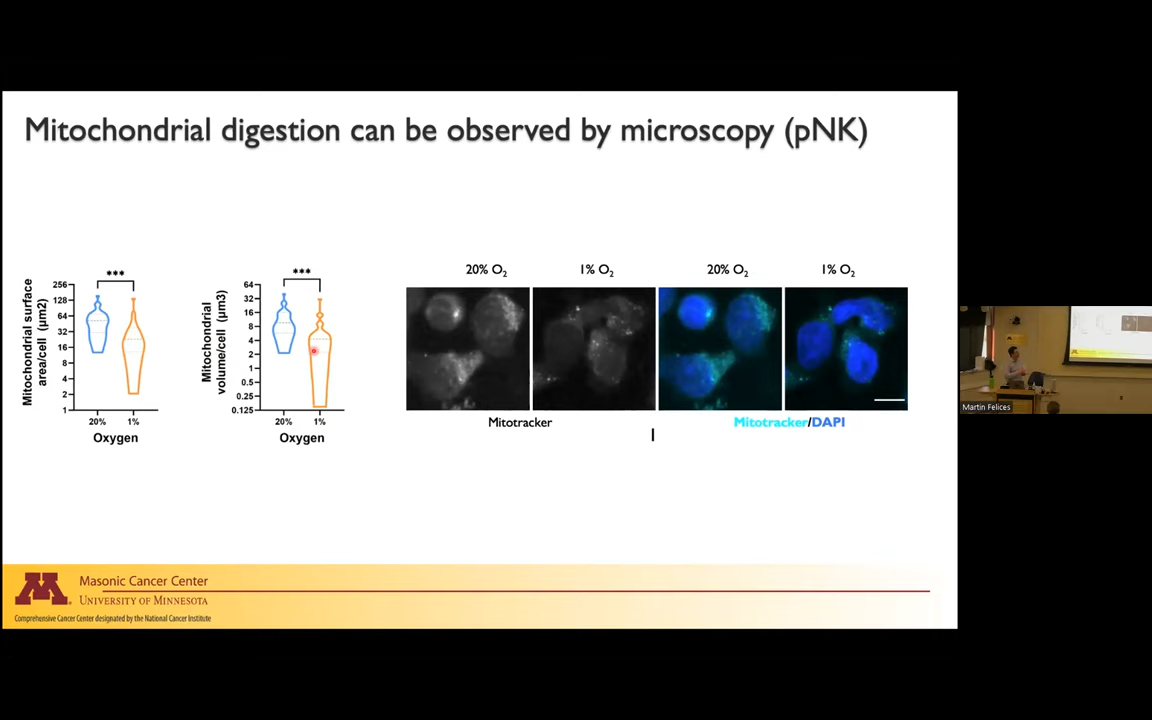 Mitochondrial digestion can be observed by microscopy (pNK)
Mitochondrial surface
area/cell (µm2)
256
128
64
32
16
8
4
2
1
***
20%
1%
Oxygen
Mitochondrial
volume/cell (µm3)
64
32
16
8
4
2
1
0.5
0.25
0.125
***
20%
1%
Oxygen
20% O2
1% O2
20% O2
1% O2
Mitotracker
Mitotracker/DAPI
M
Masonic Cancer Center
UNIVERSITY OF MINNESOTA
Comprehensive Cancer Center designated by the National Cancer Institute
Martin Felices